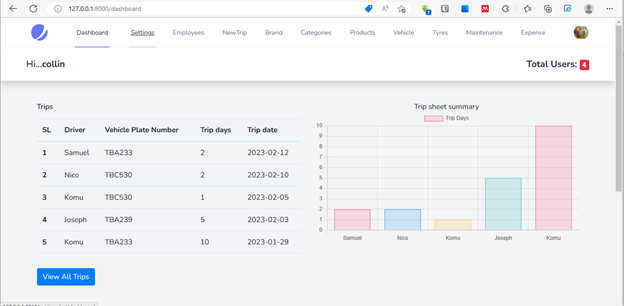 127.0.0.1:8000/dashboard
Dashboard Settings Employees NewTrip Brand Categories Products Vehicle Tyres Maintenance Expense
Hi...collin
Total Users: 4
Trips
SL Driver Vehicle Plate Number Trip days Trip date
1 Samuel TBA233 2 2023-02-12
2 Nico TBC530 2 2023-02-10
3 Komu TBC530 1 2023-02-05
4 Joseph TBA239 5 2023-02-03
5 Komu TBA233 10 2023-01-29
View All Trips
Trip sheet summary
Trip Days
10
9
8
7
6
5
4
3
2
1
0
Samuel Nico Komu Joseph Komu